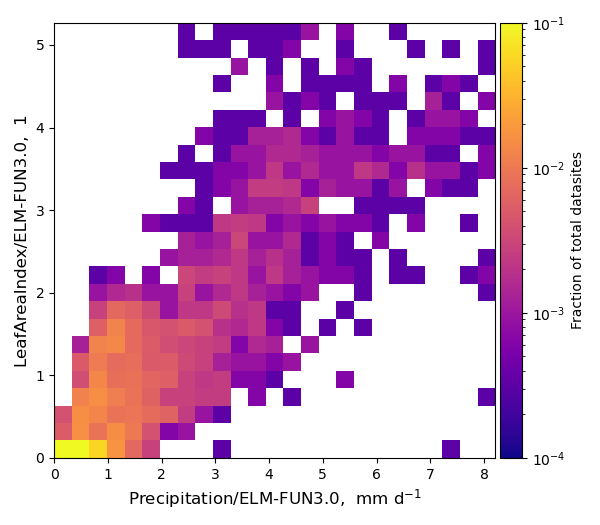 5
4
3
2
1
0
LeafAreaIndex/ELM-FUN3.0,  1
0 1 2 3 4 5 6 7 8
Precipitation/ELM-FUN3.0,  mm d⁻¹
10⁻¹
10⁻²
10⁻³
10⁻⁴
Fraction of total datasites